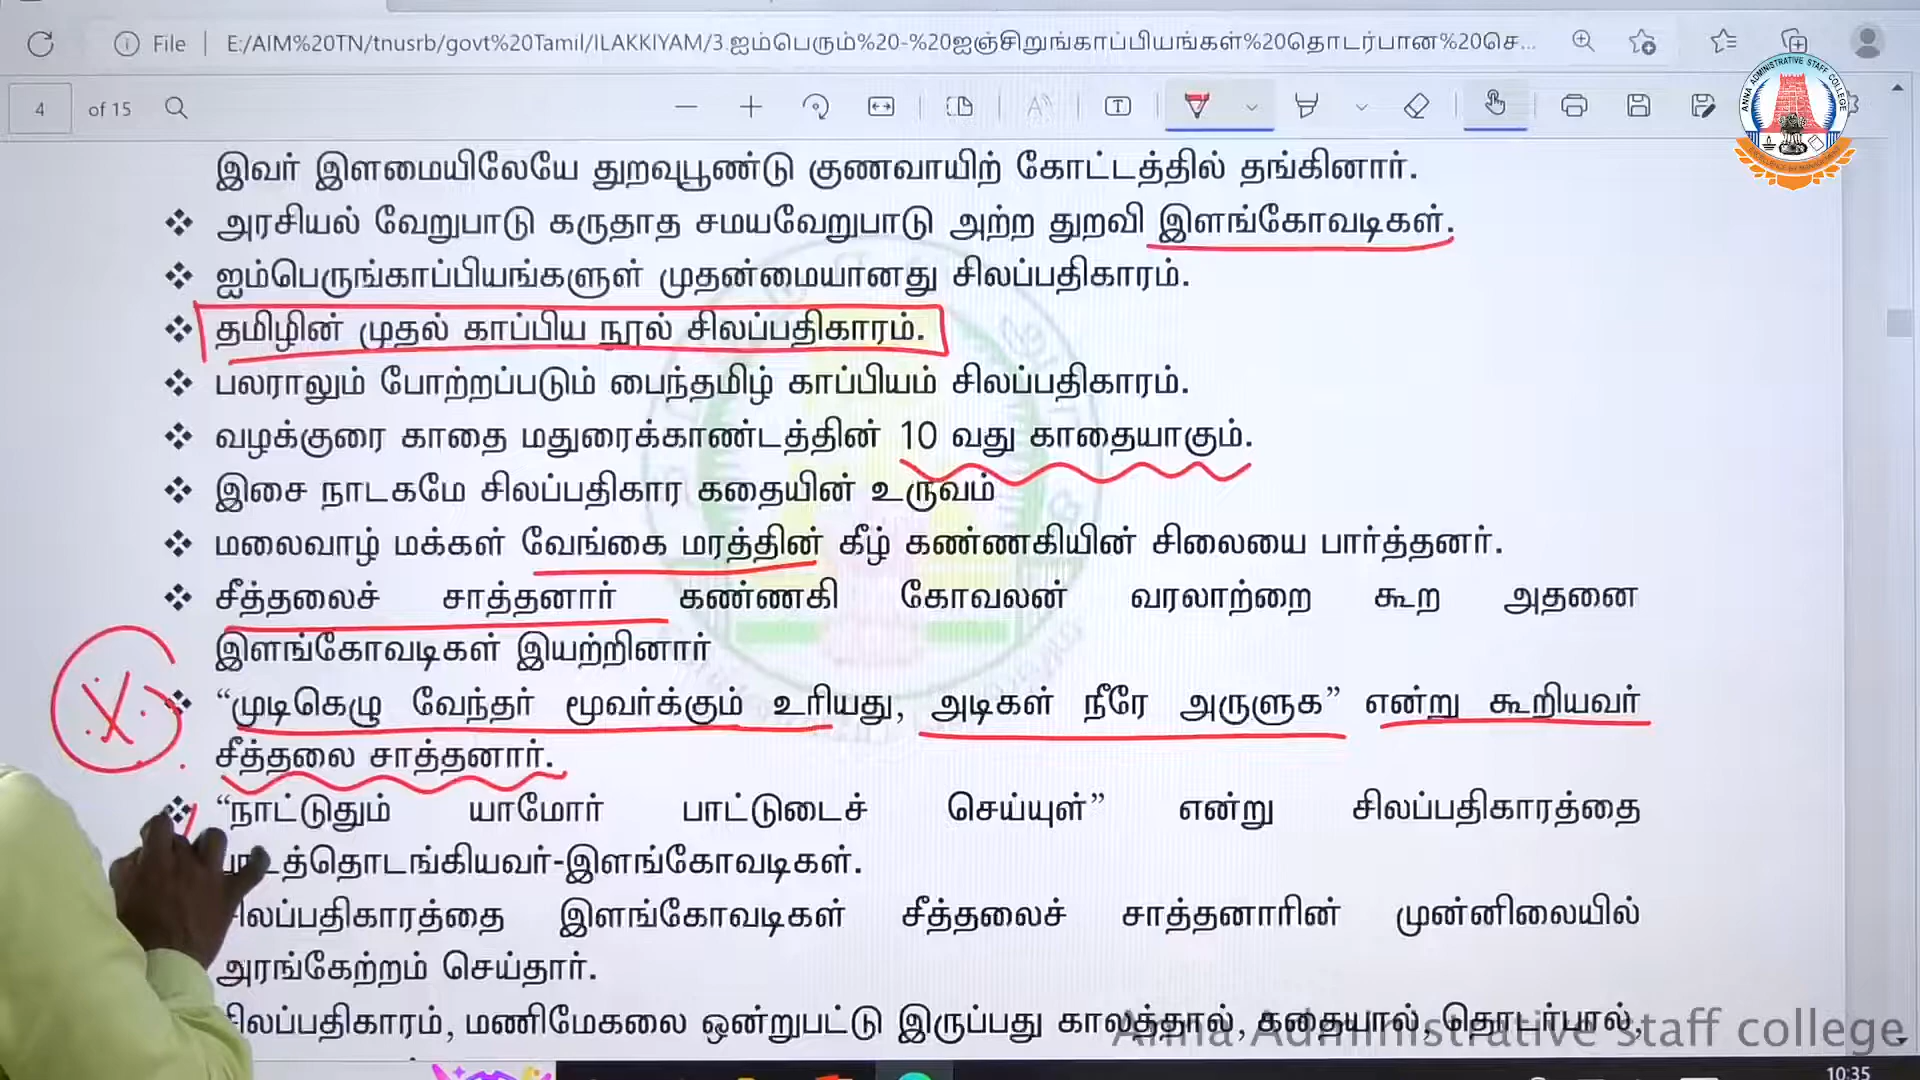 File E:/AIM%20TN/tnusrb/govt%20Tamil/ILAKKIYAM/3.ஐம்பெரும்%20-%20ஐஞ்சிறுங்காப்பியங்கள்%20தொடர்பான%20செ...
4 of 15
ANNA ADMINISTRATIVE STAFF COLLEGE
இவர் இளமையிலேயே துறவுபூண்டு குணவாயிற் கோட்டத்தில் தங்கினார்.
❖ அரசியல் வேறுபாடு கருதாத சமயவேறுபாடு அற்ற துறவி இளங்கோவடிகள்.
❖ ஐம்பெருங்காப்பியங்களுள் முதன்மையானது சிலப்பதிகாரம்.
❖ தமிழின் முதல் காப்பிய நூல் சிலப்பதிகாரம்.
❖ பலராலும் போற்றப்படும் பைந்தமிழ் காப்பியம் சிலப்பதிகாரம்.
❖ வழக்குரை காதை மதுரைக்காண்டத்தின் 10 வது காதையாகும்.
❖ இசை நாடகமே சிலப்பதிகார கதையின் உருவம்
❖ மலைவாழ் மக்கள் வேங்கை மரத்தின் கீழ் கண்ணகியின் சிலையை பார்த்தனர்.
❖ சீத்தலைச் சாத்தனார் கண்ணகி கோவலன் வரலாற்றை கூற அதனை
இளங்கோவடிகள் இயற்றினார்
❖ “முடிகெழு வேந்தர் மூவர்க்கும் உரியது, அடிகள் நீரே அருளுக” என்று கூறியவர்
சீத்தலை சாத்தனார்.
❖ “நாட்டுதும் யாமோர் பாட்டுடைச் செய்யுள்” என்று சிலப்பதிகாரத்தை
பாடத்தொடங்கியவர்-இளங்கோவடிகள்.
சிலப்பதிகாரத்தை இளங்கோவடிகள் சீத்தலைச் சாத்தனாரின் முன்னிலையில்
அரங்கேற்றம் செய்தார்.
சிலப்பதிகாரம், மணிமேகலை ஒன்றுபட்டு இருப்பது காலத்தால், கதையால், தொடர்பால்,
Anna Administrative staff college
10:35